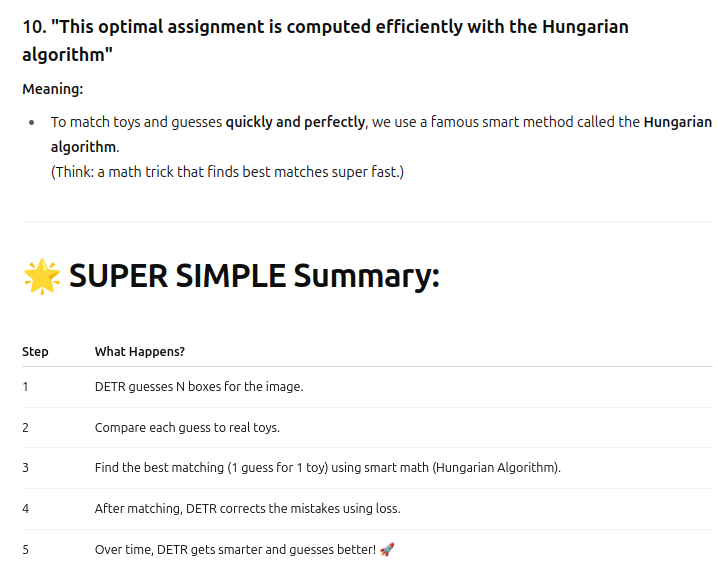 10. "This optimal assignment is computed efficiently with the Hungarian
algorithm"
Meaning:
• To match toys and guesses quickly and perfectly, we use a famous smart method called the Hungarian
algorithm.
(Think: a math trick that finds best matches super fast.)
🌟 SUPER SIMPLE Summary:
Step What Happens?
1 DETR guesses N boxes for the image.
2 Compare each guess to real toys.
3 Find the best matching (1 guess for 1 toy) using smart math (Hungarian Algorithm).
4 After matching, DETR corrects the mistakes using loss.
5 Over time, DETR gets smarter and guesses better! 🚀